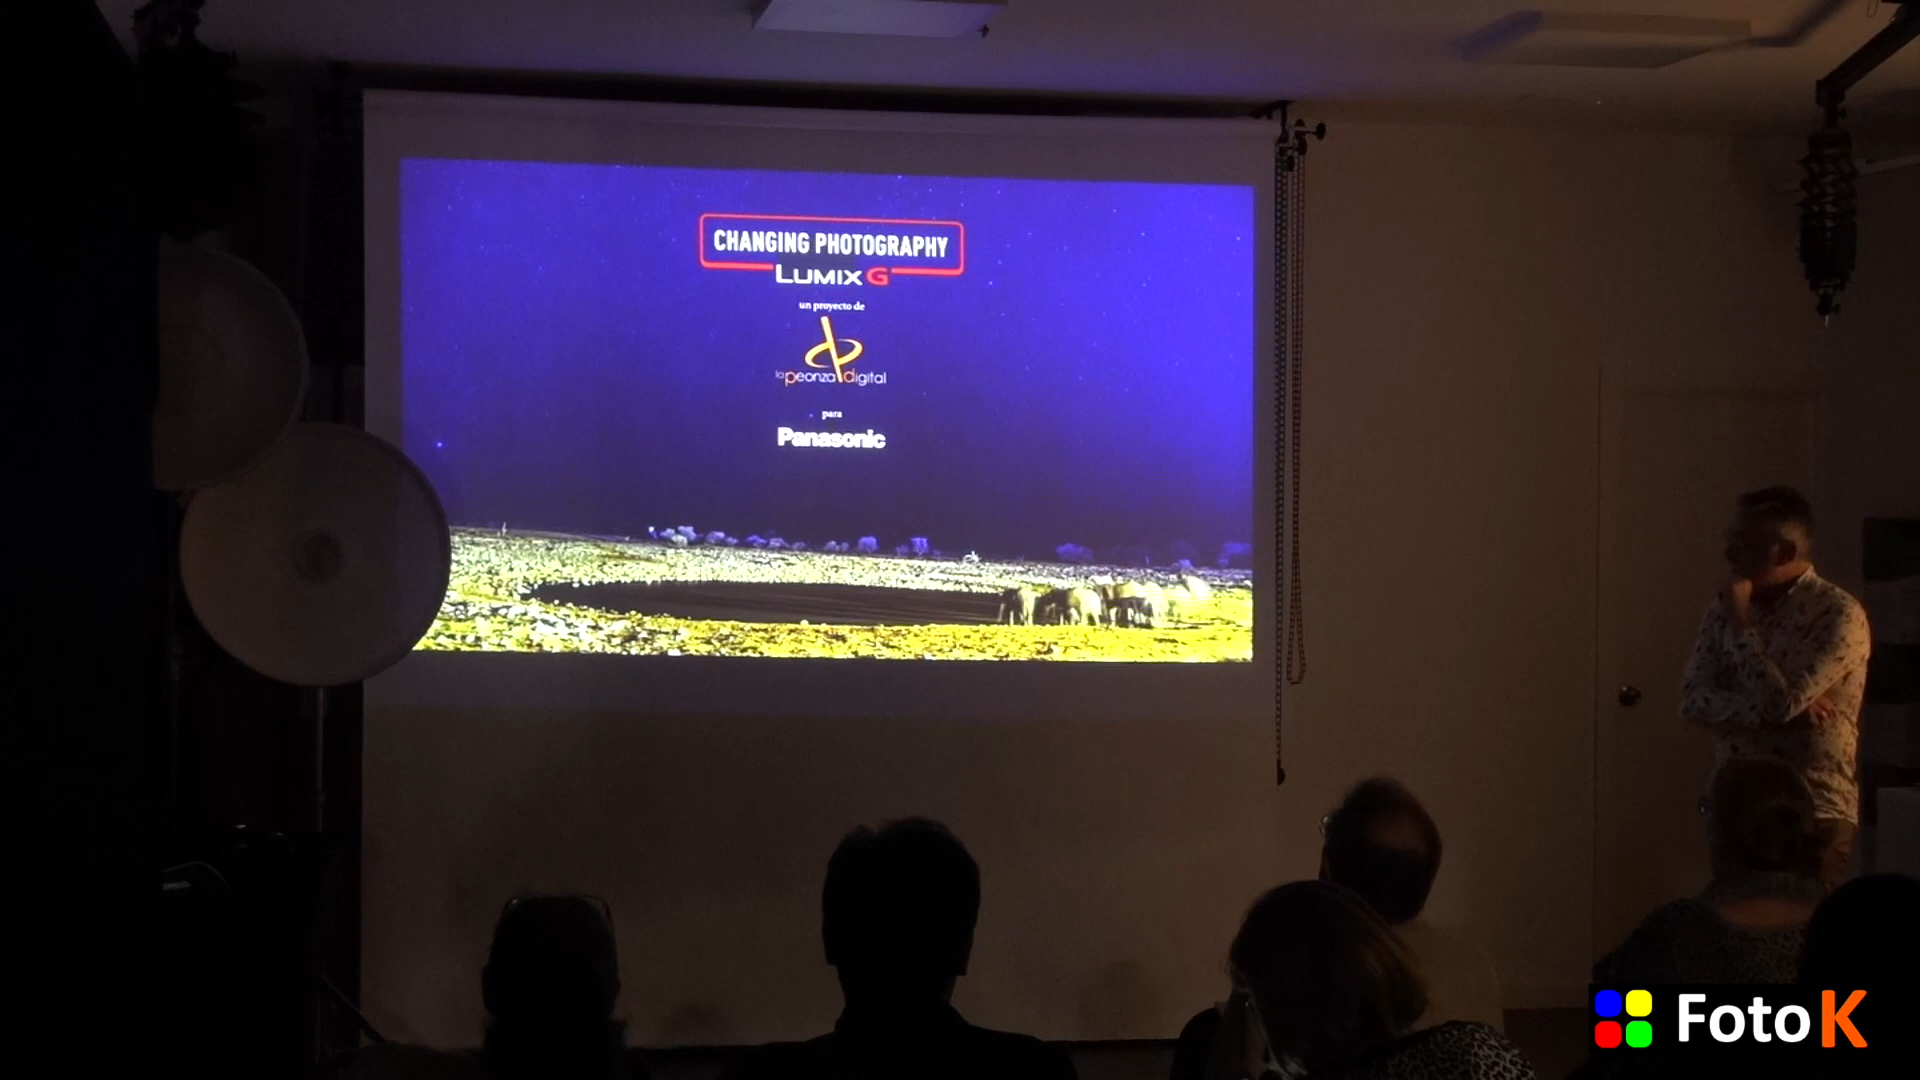 CHANGING PHOTOGRAPHY
LUMIX G
un proyecto de
la peonza digital
para
Panasonic
FotoK